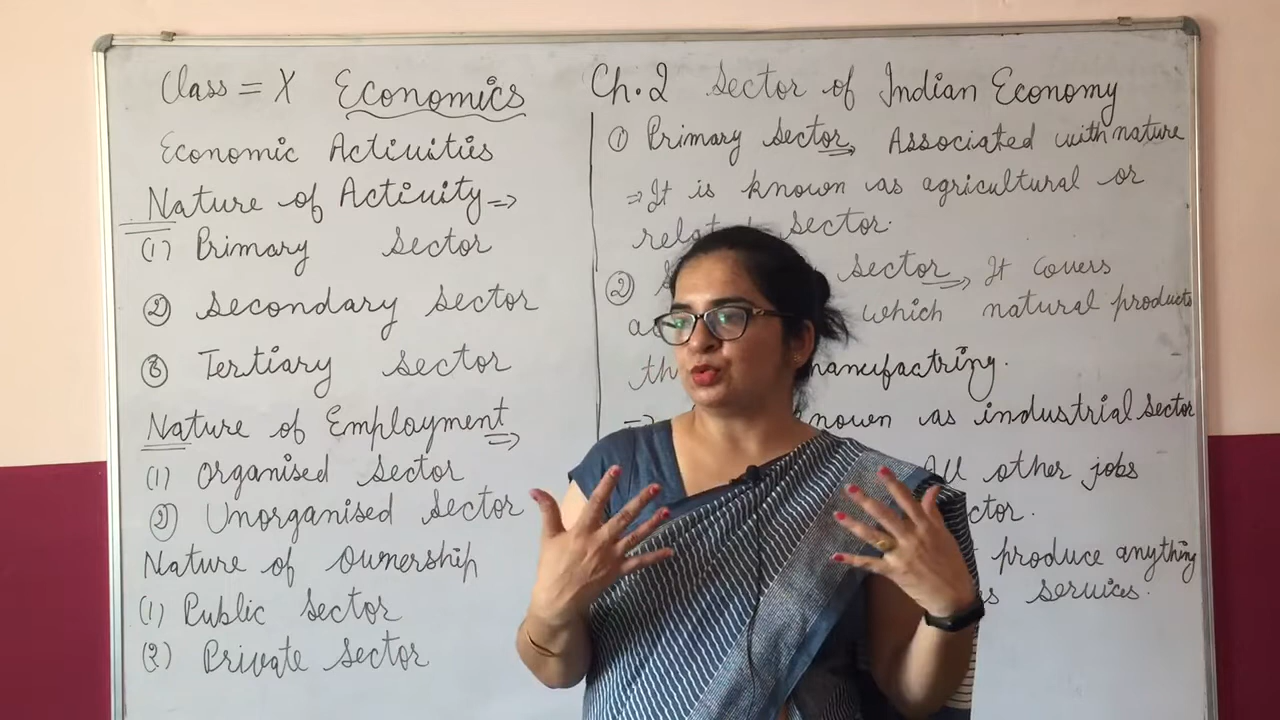 Class = X Economics
Economic Activities
Nature of Activity ⇒
(1) Primary Sector
② Secondary Sector
③ Tertiary Sector
Nature of Employment ⇒
(1) Organised Sector
② Unorganised Sector
Nature of Ownership
(1) Public Sector
(2) Private Sector
Ch.2 Sector of Indian Economy
① Primary Sector ⇒ Associated with nature
⇒ It is known as agricultural or
Sector.
② Sector ⇒ It covers
which natural products
manufactring.
known as industrial Sector
All other jobs
produce anything
services.